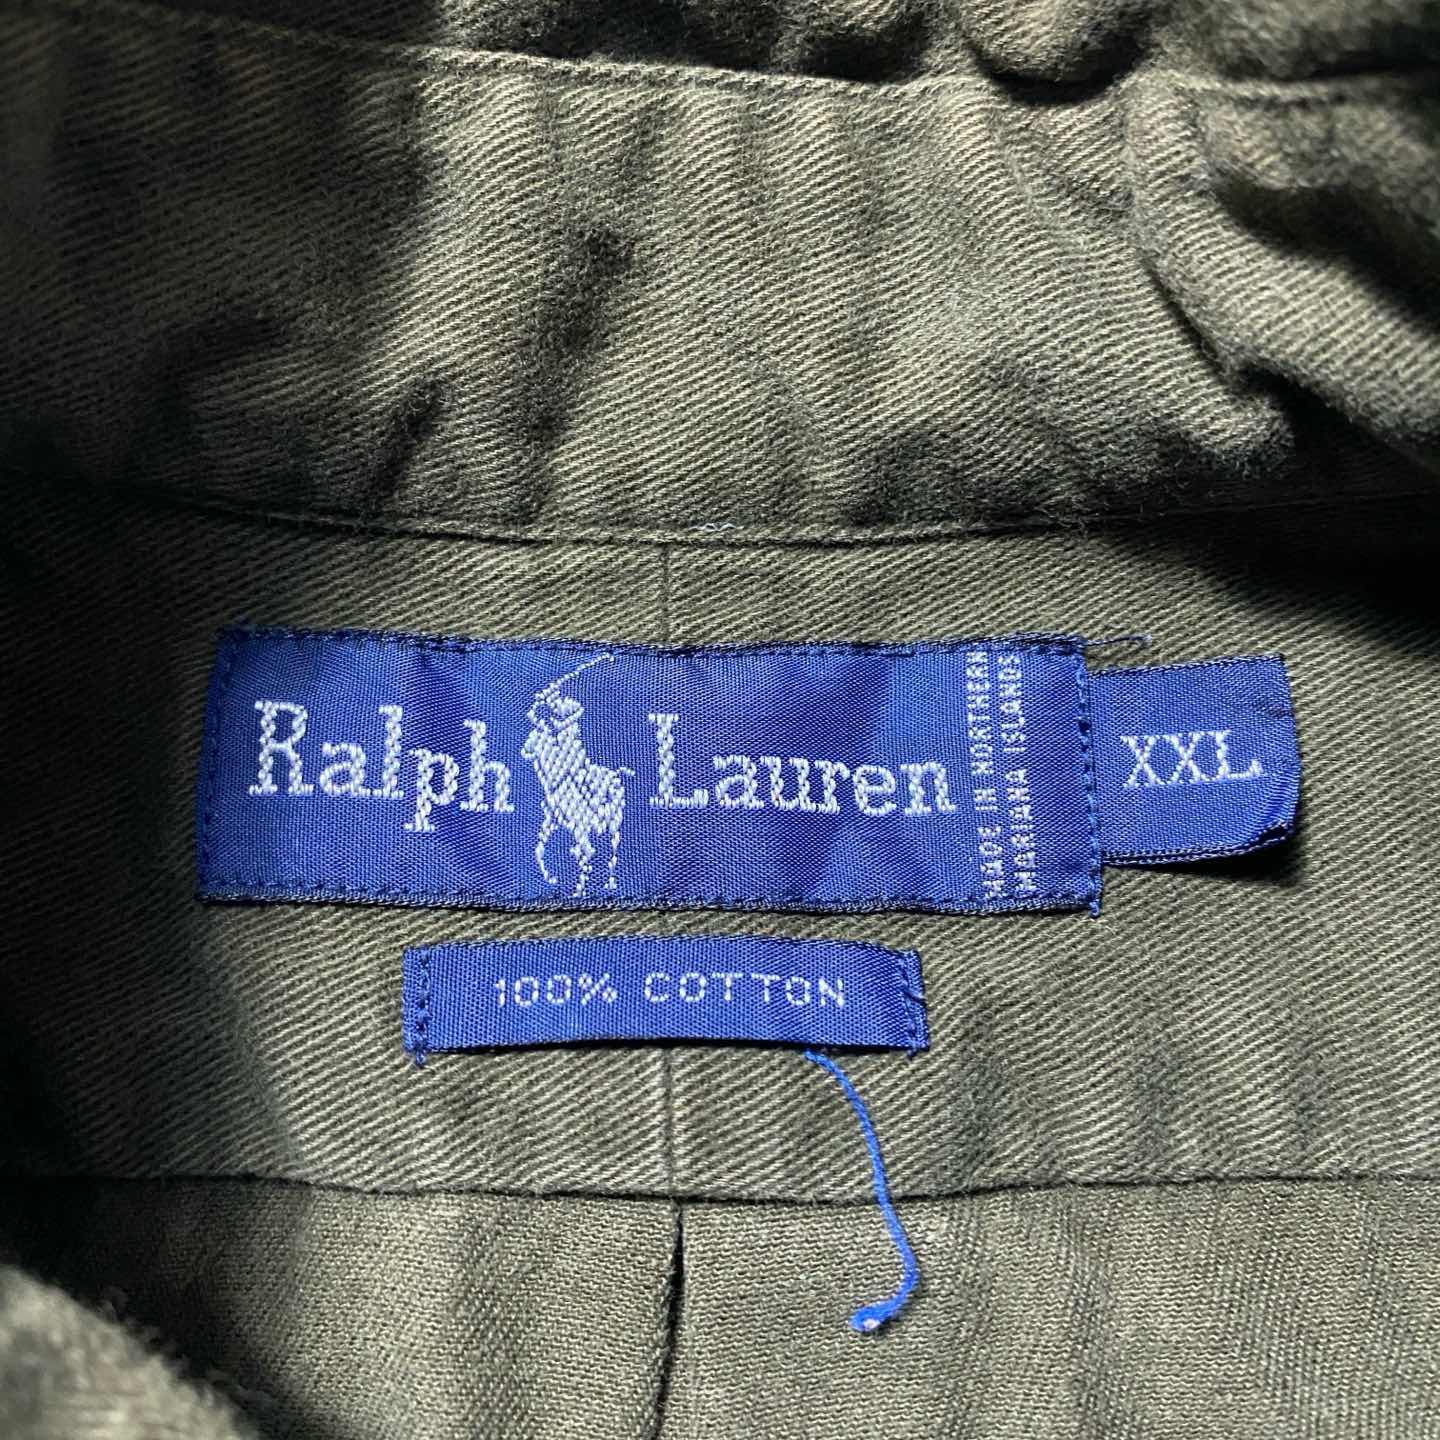 Ralph Lauren
MADE IN NORTHERN
MARIANA ISLANDS
XXL
100% COTTON